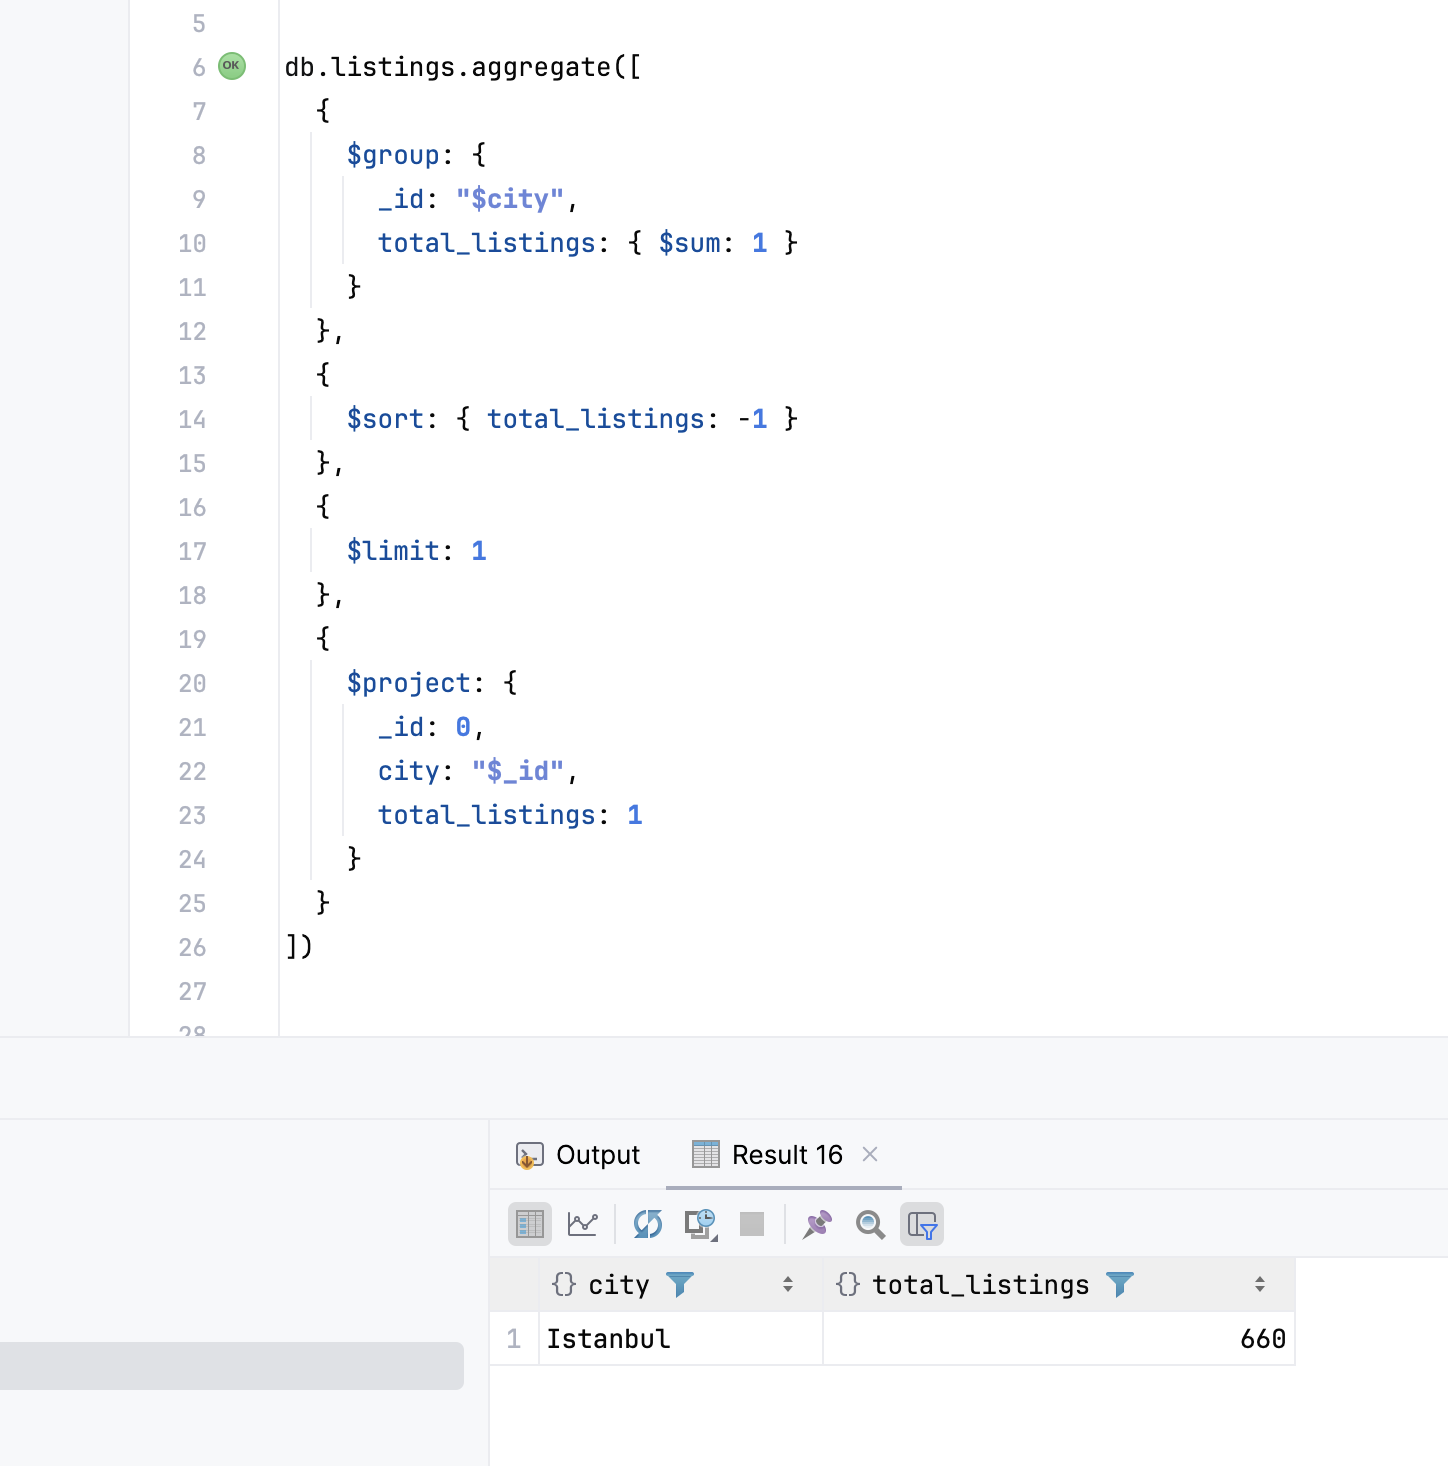 5
6 OK db.listings.aggregate([
7 {
8 $group: {
9 _id: "$city",
10 total_listings: { $sum: 1 }
11 }
12 },
13 {
14 $sort: { total_listings: -1 }
15 },
16 {
17 $limit: 1
18 },
19 {
20 $project: {
21 _id: 0,
22 city: "$_id",
23 total_listings: 1
24 }
25 }
26 ])
27
28
Output Result 16 ×
{} city {} total_listings
1 Istanbul 660